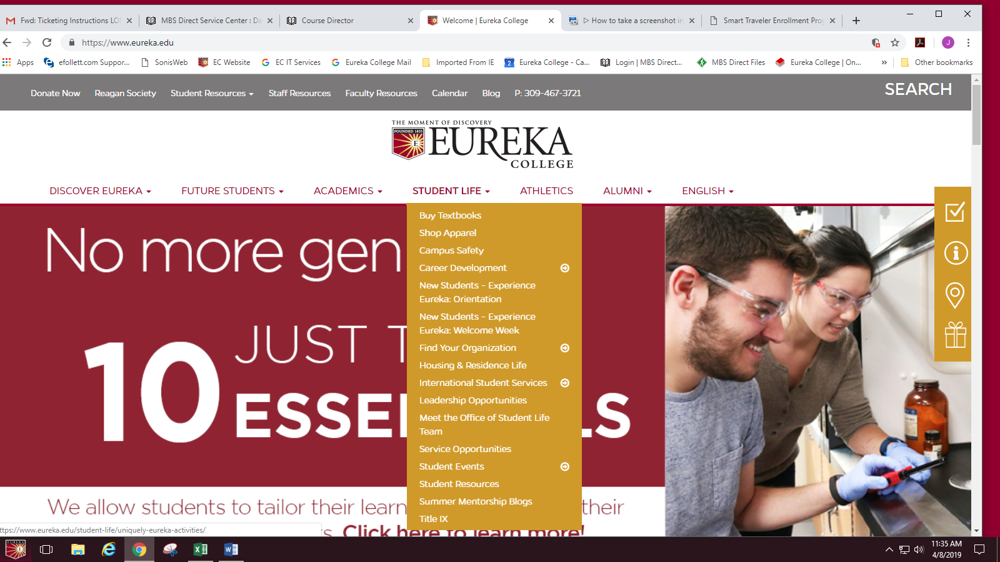 Fwd: Ticketing Instructions LO
MBS Direct Service Center : Da
Course Director
Welcome | Eureka College
How to take a screenshot in
Smart Traveler Enrollment Prog
https://www.eureka.edu
J
Apps
efollett.com Suppor...
SonisWeb
EC Website
EC IT Services
Eureka College Mail
Imported From IE
2
Eureka College - Ca...
Login | MBS Direct...
MBS Direct Files
Eureka College | On...
»
Other bookmarks
Donate Now
Reagan Society
Student Resources
Staff Resources
Faculty Resources
Calendar
Blog
P: 309-467-3721
SEARCH
THE MOMENT OF DISCOVERY
FOUNDED 1855
E
EUREKA
COLLEGE
DISCOVER EUREKA
FUTURE STUDENTS
ACADEMICS
STUDENT LIFE
ATHLETICS
ALUMNI
ENGLISH
Buy Textbooks
Shop Apparel
Campus Safety
Career Development
New Students – Experience
Eureka: Orientation
New Students – Experience
Eureka: Welcome Week
Find Your Organization
Housing & Residence Life
International Student Services
Leadership Opportunities
Meet the Office of Student Life
Team
Service Opportunities
Student Events
Student Resources
Summer Mentorship Blogs
Title IX
No more gen
10
JUST T
ESSE LS
We allow students to tailor their learn their
s. Click here to learn more!
ttps://www.eureka.edu/student-life/uniquely-eureka-activities/
EUREKA
11:35 AM
4/8/2019